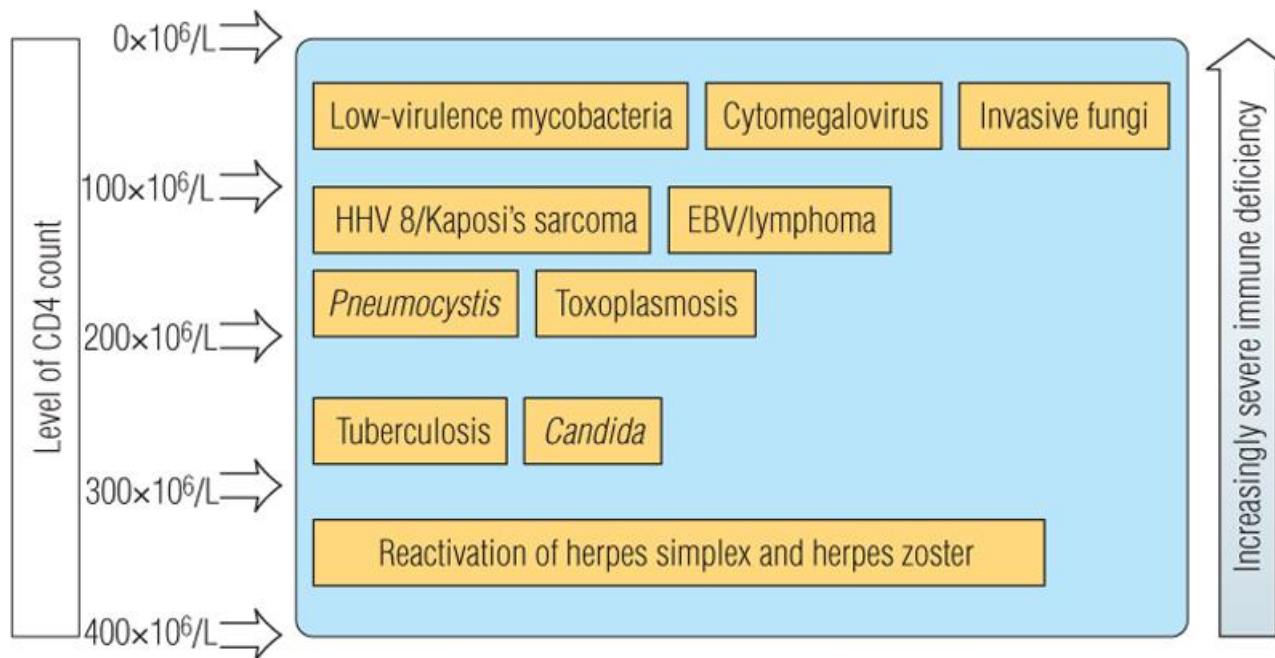 0×10⁶/L
Low-virulence mycobacteria
Cytomegalovirus
Invasive fungi
100×10⁶/L
HHV 8/Kaposi's sarcoma
EBV/lymphoma
Pneumocystis
Toxoplasmosis
200×10⁶/L
Tuberculosis
Candida
300×10⁶/L
Reactivation of herpes simplex and herpes zoster
400×10⁶/L
Level of CD4 count
Increasingly severe immune deficiency